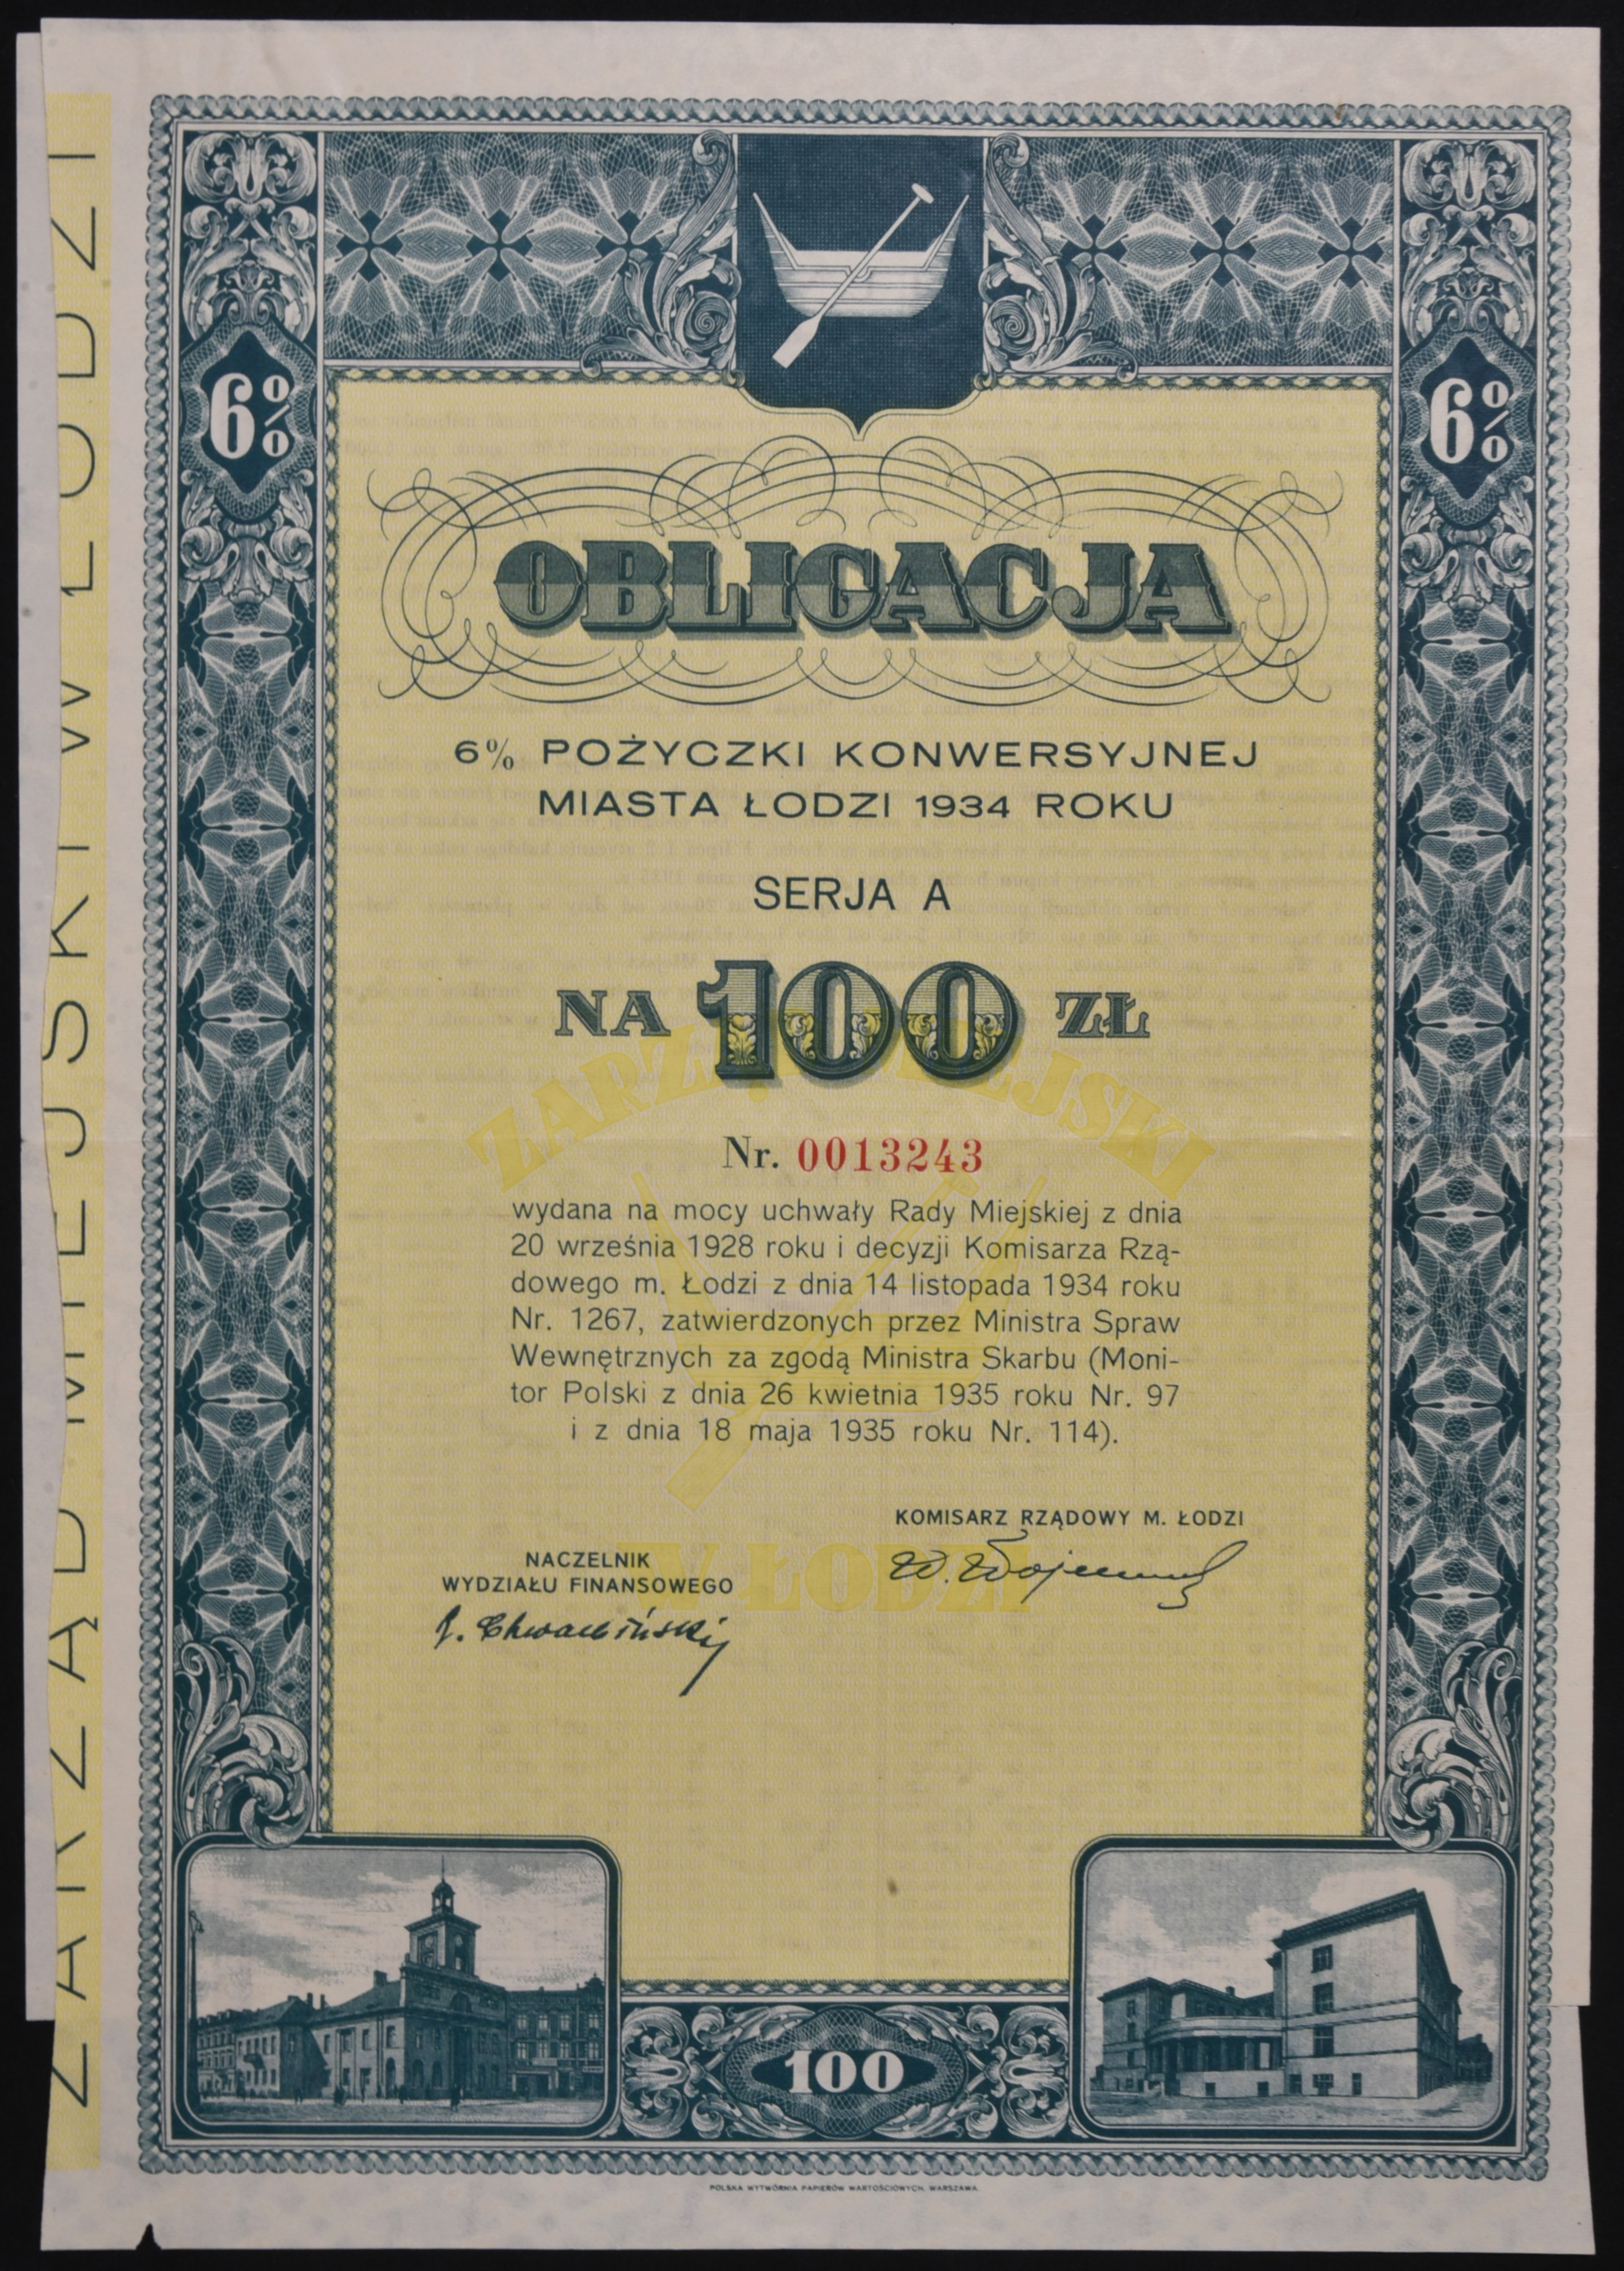 6%
6%
OBLIGACJA
6% POŻYCZKI KONWERSYJNEJ
MIASTA ŁODZI 1934 ROKU
SERJA A
NA 100 ZŁ
ZARZĄD MIEJSKI
Nr. 0013243
wydana na mocy uchwały Rady Miejskiej z dnia
20 września 1928 roku i decyzji Komisarza Rzą-
dowego m. Łodzi z dnia 14 listopada 1934 roku
Nr. 1267, zatwierdzonych przez Ministra Spraw
Wewnętrznych za zgodą Ministra Skarbu (Moni-
tor Polski z dnia 26 kwietnia 1935 roku Nr. 97
i z dnia 18 maja 1935 roku Nr. 114).
W ŁODZI
KOMISARZ RZĄDOWY M. ŁODZI
NACZELNIK
WYDZIAŁU FINANSOWEGO
100
POLSKA WYTWÓRNIA PAPIERÓW WARTOŚCIOWYCH, WARSZAWA.
ZARZĄD MIEJSKI W ŁODZI